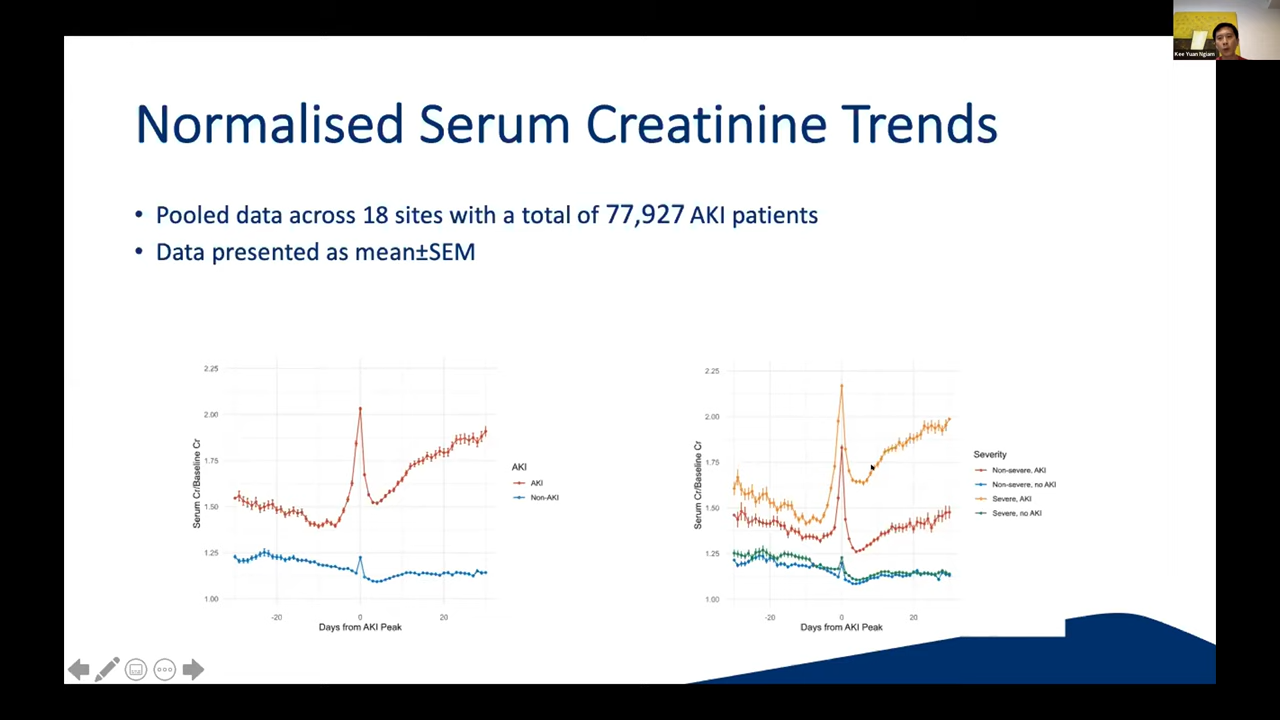 Kee Yuan Ngiam
Normalised Serum Creatinine Trends
• Pooled data across 18 sites with a total of 77,927 AKI patients
• Data presented as mean±SEM
2.25
2.00
1.75
1.50
1.25
1.00
Serum Cr/Baseline Cr
-20
0
20
Days from AKI Peak
AKI
AKI
Non-AKI
2.25
2.00
1.75
1.50
1.25
1.00
Serum Cr/Baseline Cr
-20
0
20
Days from AKI Peak
Severity
Non-severe, AKI
Non-severe, no AKI
Severe, AKI
Severe, no AKI